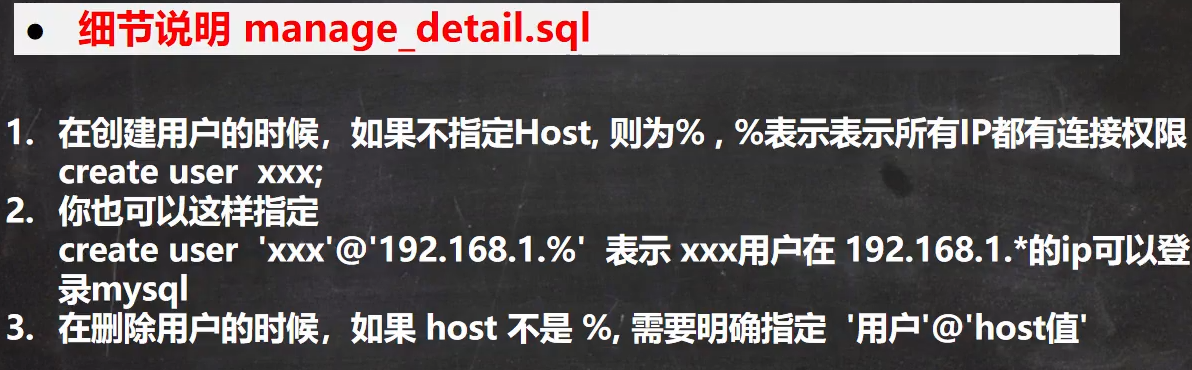 ● 细节说明 manage_detail.sql
1. 在创建用户的时候，如果不指定Host, 则为% , %表示表示所有IP都有连接权限
create user  xxx;
2. 你也可以这样指定
create user  'xxx'@'192.168.1.%'  表示 xxx用户在 192.168.1.*的ip可以登
录mysql
3. 在删除用户的时候，如果 host 不是 %, 需要明确指定  '用户'@'host值'